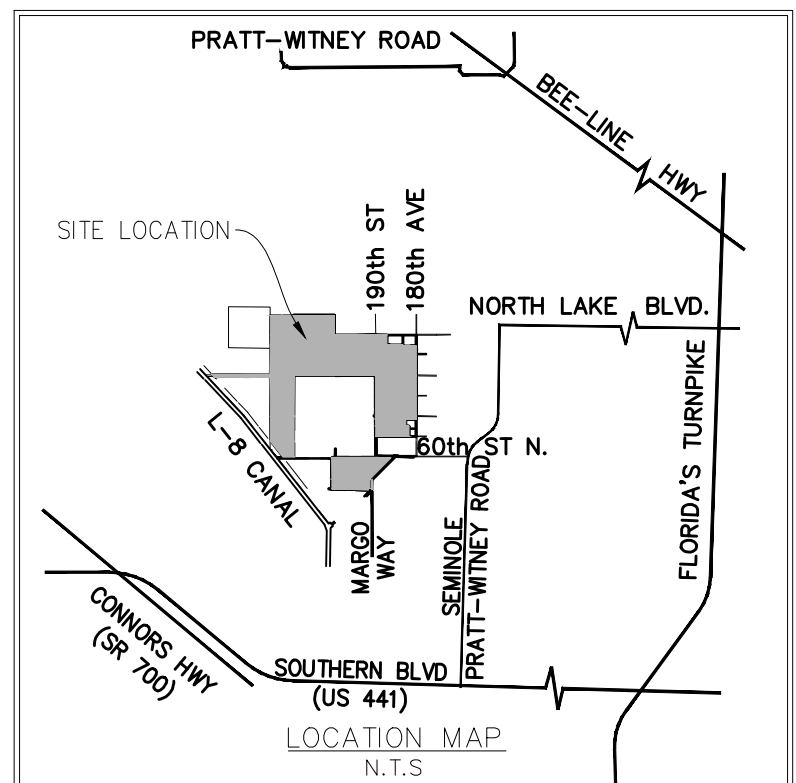 PRATT-WITNEY ROAD
BEE-LINE
HWY
SITE LOCATION
190th ST
180th AVE
NORTH LAKE BLVD.
FLORIDA'S TURNPIKE
L-8 CANAL
60th ST N.
MARGO
WAY
SEMINOLE
PRATT-WITNEY ROAD
CONNORS HWY
(SR 700)
SOUTHERN BLVD
(US 441)
LOCATION MAP
N.T.S